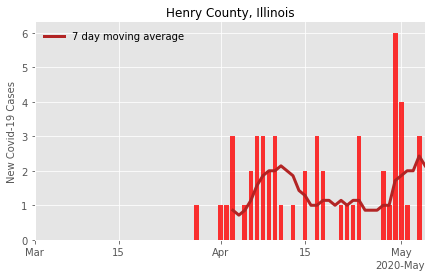 Henry County, Illinois
7 day moving average
New Covid-19 Cases
6
5
4
3
2
1
0
Mar 15 Apr 15 May
2020-May